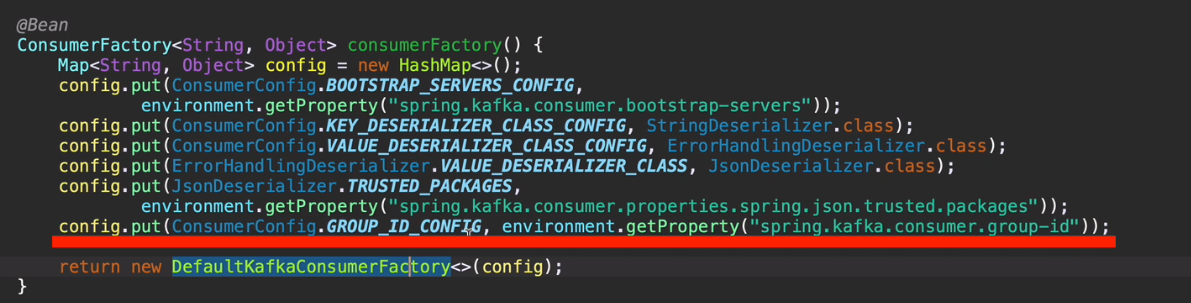 @Bean
ConsumerFactory<String, Object> consumerFactory() {
    Map<String, Object> config = new HashMap<>();
    config.put(ConsumerConfig.BOOTSTRAP_SERVERS_CONFIG,
            environment.getProperty("spring.kafka.consumer.bootstrap-servers"));
    config.put(ConsumerConfig.KEY_DESERIALIZER_CLASS_CONFIG, StringDeserializer.class);
    config.put(ConsumerConfig.VALUE_DESERIALIZER_CLASS_CONFIG, ErrorHandlingDeserializer.class);
    config.put(ErrorHandlingDeserializer.VALUE_DESERIALIZER_CLASS, JsonDeserializer.class);
    config.put(JsonDeserializer.TRUSTED_PACKAGES,
            environment.getProperty("spring.kafka.consumer.properties.spring.json.trusted.packages"));
    config.put(ConsumerConfig.GROUP_ID_CONFIG, environment.getProperty("spring.kafka.consumer.group-id"));
    return new DefaultKafkaConsumerFactory<>(config);
}